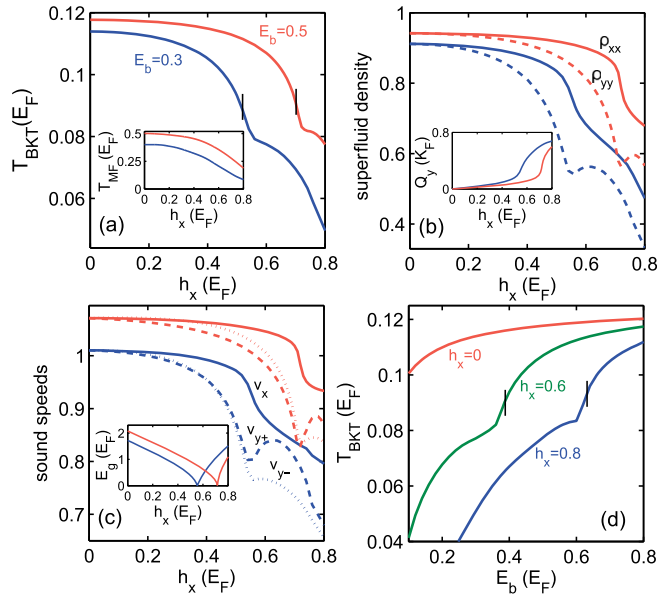 0.12
0.1
0.08
0.06
T_BKT(E_F)
E_b=0.3
E_b=0.5
0.5
0.25
0
T_MF(E_F)
0 0.2 0.4 0.6 0.8
h_x (E_F)
(a)
0 0.2 0.4 0.6 0.8
h_x (E_F)
1
0.8
0.6
0.4
superfluid density
ρ_xx
ρ_yy
0.8
0.4
0
Q_y (K_F)
0 0.2 0.4 0.6 0.8
h_x (E_F)
(b)
0 0.2 0.4 0.6 0.8
h_x (E_F)
1
0.9
0.8
0.7
sound speeds
v_x
v_y+
v_y-
2
1
0
E_g(E_F)
0 0.2 0.4 0.6 0.8
h_x (E_F)
(c)
0 0.2 0.4 0.6 0.8
h_x (E_F)
0.12
0.1
0.08
0.06
0.04
T_BKT(E_F)
h_x=0
h_x=0.6
h_x=0.8
(d)
0 0.2 0.4 0.6 0.8
E_b (E_F)